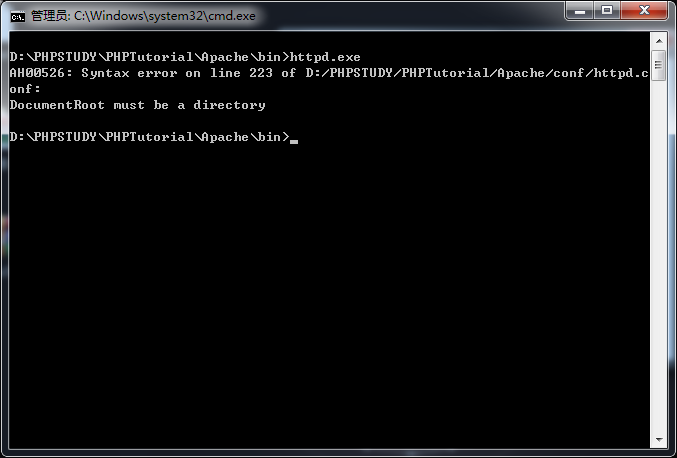 管理员: C:\Windows\system32\cmd.exe
D:\PHPSTUDY\PHPTutorial\Apache\bin>httpd.exe
AH00526: Syntax error on line 223 of D:/PHPSTUDY/PHPTutorial/Apache/conf/httpd.c
onf:
DocumentRoot must be a directory
D:\PHPSTUDY\PHPTutorial\Apache\bin>